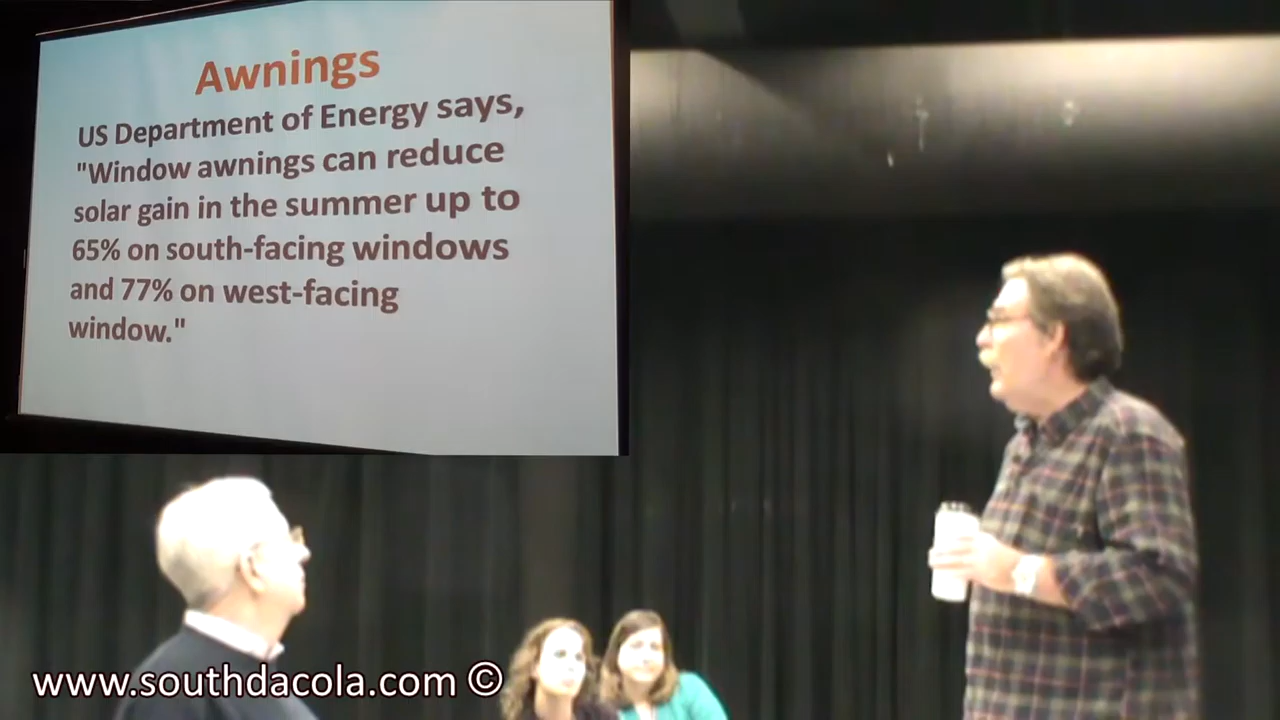 Awnings
US Department of Energy says,
"Window awnings can reduce
solar gain in the summer up to
65% on south-facing windows
and 77% on west-facing
window."
www.southdacola.com ©